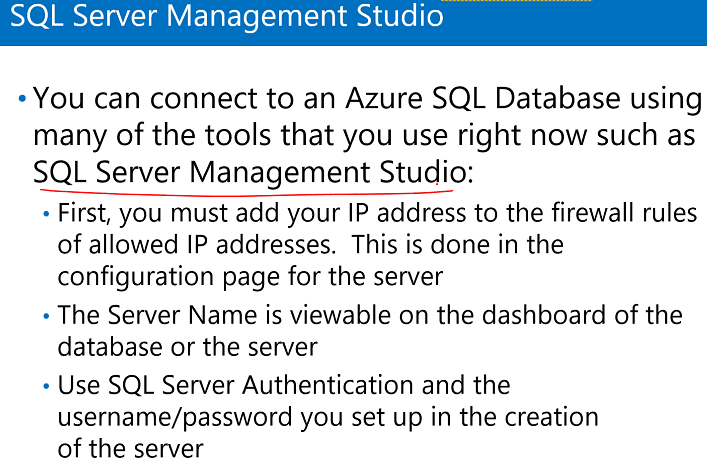 SQL Server Management Studio
• You can connect to an Azure SQL Database using
many of the tools that you use right now such as
SQL Server Management Studio:
• First, you must add your IP address to the firewall rules
of allowed IP addresses.  This is done in the
configuration page for the server
• The Server Name is viewable on the dashboard of the
database or the server
• Use SQL Server Authentication and the
username/password you set up in the creation
of the server